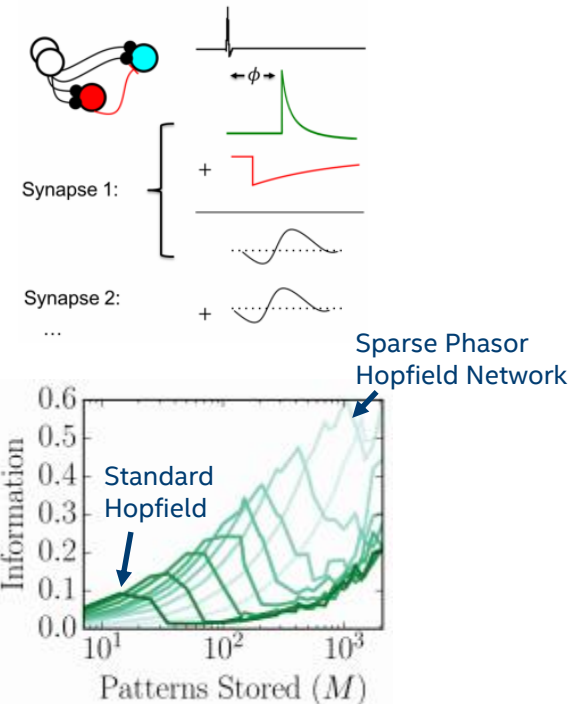 ϕ
+
Synapse 1:
Synapse 2:
+
...
Sparse Phasor
Hopfield Network
0.6
0.5
0.4
0.3
0.2
0.1
0.0
Information
Standard
Hopfield
10¹
10²
10³
Patterns Stored (M)